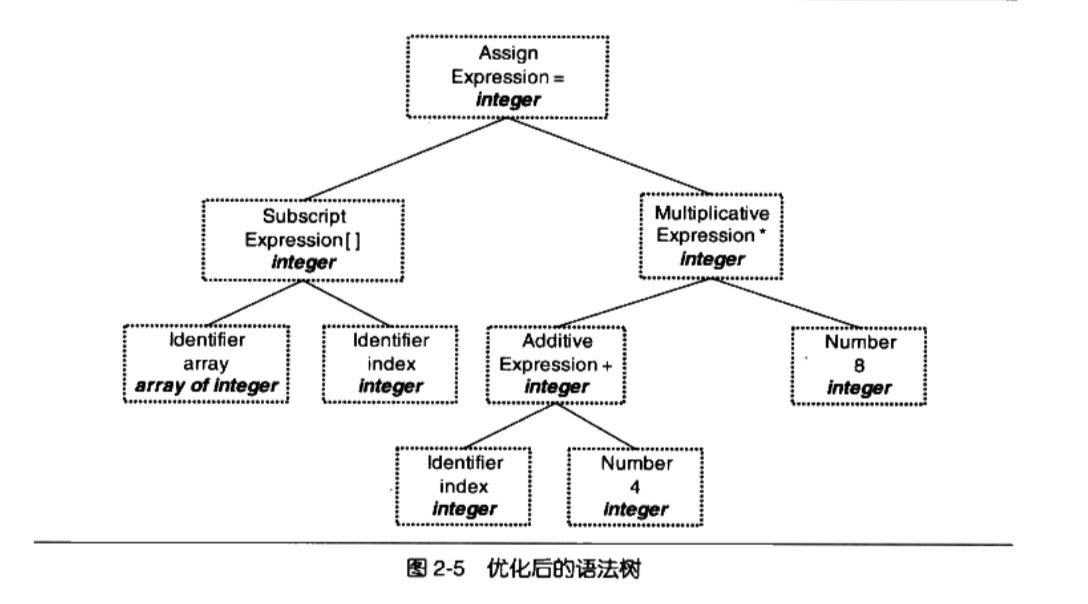 Assign
Expression =
integer
Subscript
Expression[ ]
integer
Multiplicative
Expression *
integer
Identifier
array
array of integer
Identifier
index
integer
Additive
Expression +
integer
Number
8
integer
Identifier
index
integer
Number
4
integer
图 2-5 优化后的语法树